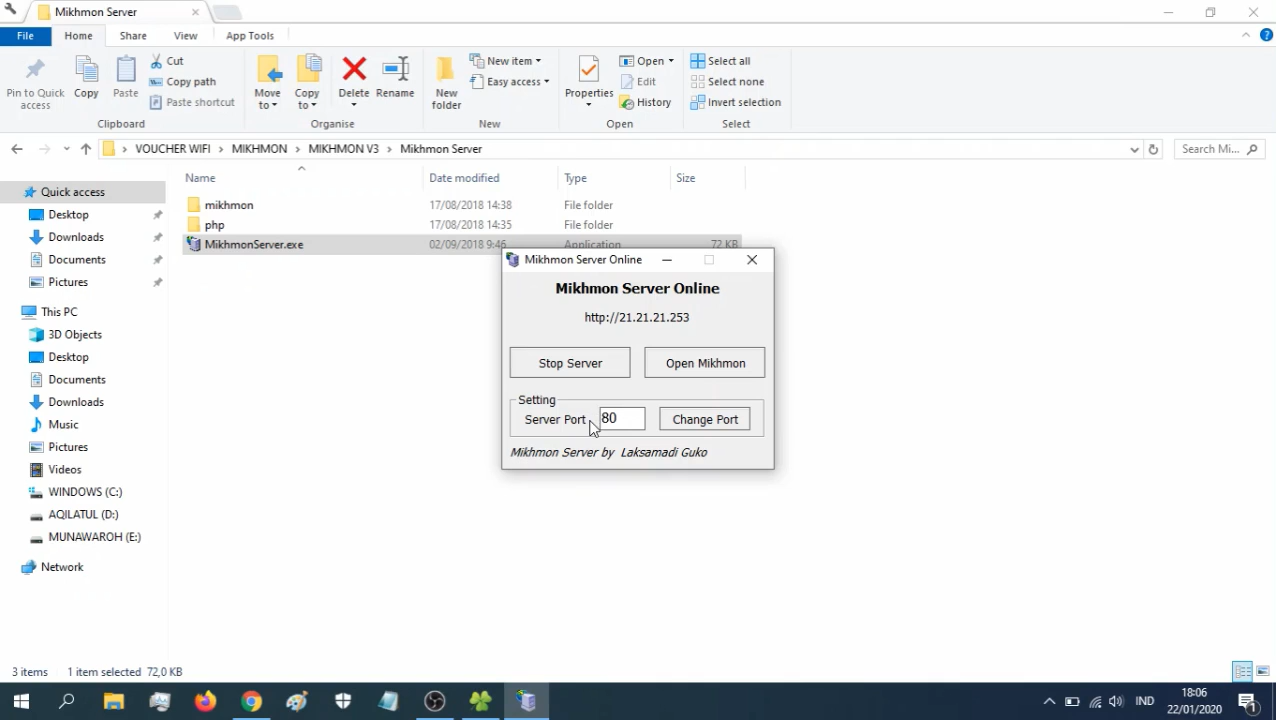 Mikhmon Server
File Home Share View App Tools
Pin to Quick access
Copy
Paste
Cut
Copy path
Paste shortcut
Clipboard
Move to
Copy to
Delete
Rename
Organise
New folder
New item
Easy access
New
Properties
Open
Edit
History
Open
Select all
Select none
Invert selection
Select
VOUCHER WIFI > MIKHMON > MIKHMON V3 > Mikhmon Server
Search Mi...
Name Date modified Type Size
mikhmon 17/08/2018 14:38 File folder
php 17/08/2018 14:35 File folder
MikhmonServer.exe 02/09/2018 9:46 Application 72 KB
Quick access
Desktop
Downloads
Documents
Pictures
This PC
3D Objects
Desktop
Documents
Downloads
Music
Pictures
Videos
WINDOWS (C:)
AQILATUL (D:)
MUNAWAROH (E:)
Network
Mikhmon Server Online
Mikhmon Server Online
http://21.21.21.253
Stop Server Open Mikhmon
Setting
Server Port 80 Change Port
Mikhmon Server by Laksamadi Guko
3 items 1 item selected 72,0 KB
IND
18:06
22/01/2020
1